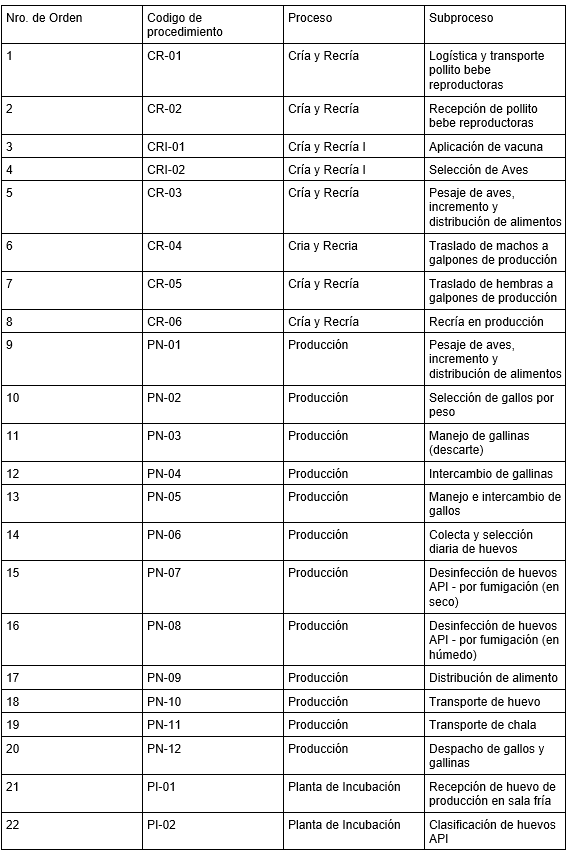 Nro. de Orden Codigo de procedimiento Proceso Subproceso
1 CR-01 Cría y Recría Logística y transporte pollito bebe reproductoras
2 CR-02 Cría y Recría Recepción de pollito bebe reproductoras
3 CRI-01 Cría y Recría I Aplicación de vacuna
4 CRI-02 Cría y Recría I Selección de Aves
5 CR-03 Cría y Recría Pesaje de aves, incremento y distribución de alimentos
6 CR-04 Cria y Recria Traslado de machos a galpones de producción
7 CR-05 Cría y Recría Traslado de hembras a galpones de producción
8 CR-06 Cría y Recría Recría en producción
9 PN-01 Producción Pesaje de aves, incremento y distribución de alimentos
10 PN-02 Producción Selección de gallos por peso
11 PN-03 Producción Manejo de gallinas (descarte)
12 PN-04 Producción Intercambio de gallinas
13 PN-05 Producción Manejo e intercambio de gallos
14 PN-06 Producción Colecta y selección diaria de huevos
15 PN-07 Producción Desinfección de huevos API - por fumigación (en seco)
16 PN-08 Producción Desinfección de huevos API - por fumigación (en húmedo)
17 PN-09 Producción Distribución de alimento
18 PN-10 Producción Transporte de huevo
19 PN-11 Producción Transporte de chala
20 PN-12 Producción Despacho de gallos y gallinas
21 PI-01 Planta de Incubación Recepción de huevo de producción en sala fría
22 PI-02 Planta de Incubación Clasificación de huevos API